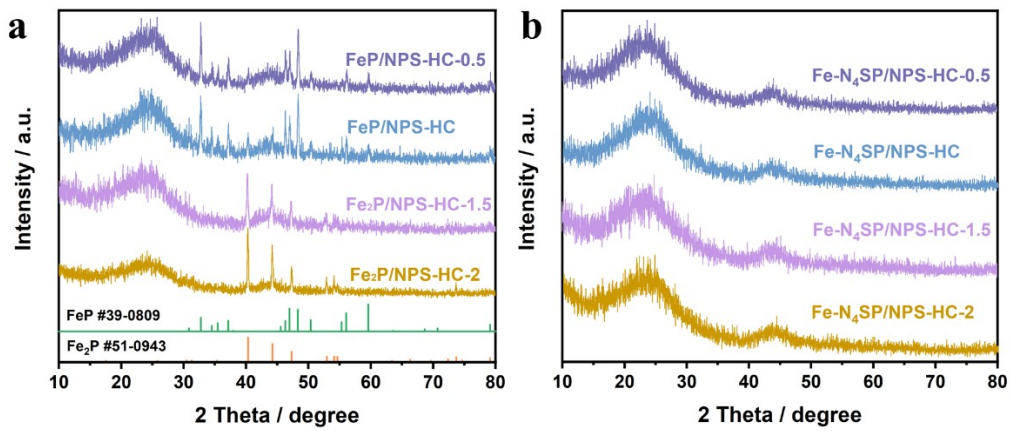 a
Intensity / a.u.
FeP/NPS-HC-0.5
FeP/NPS-HC
Fe₂P/NPS-HC-1.5
Fe₂P/NPS-HC-2
FeP #39-0809
Fe₂P #51-0943
10 20 30 40 50 60 70 80
2 Theta / degree
b
Intensity / a.u.
Fe-N₄SP/NPS-HC-0.5
Fe-N₄SP/NPS-HC
Fe-N₄SP/NPS-HC-1.5
Fe-N₄SP/NPS-HC-2
10 20 30 40 50 60 70 80
2 Theta / degree